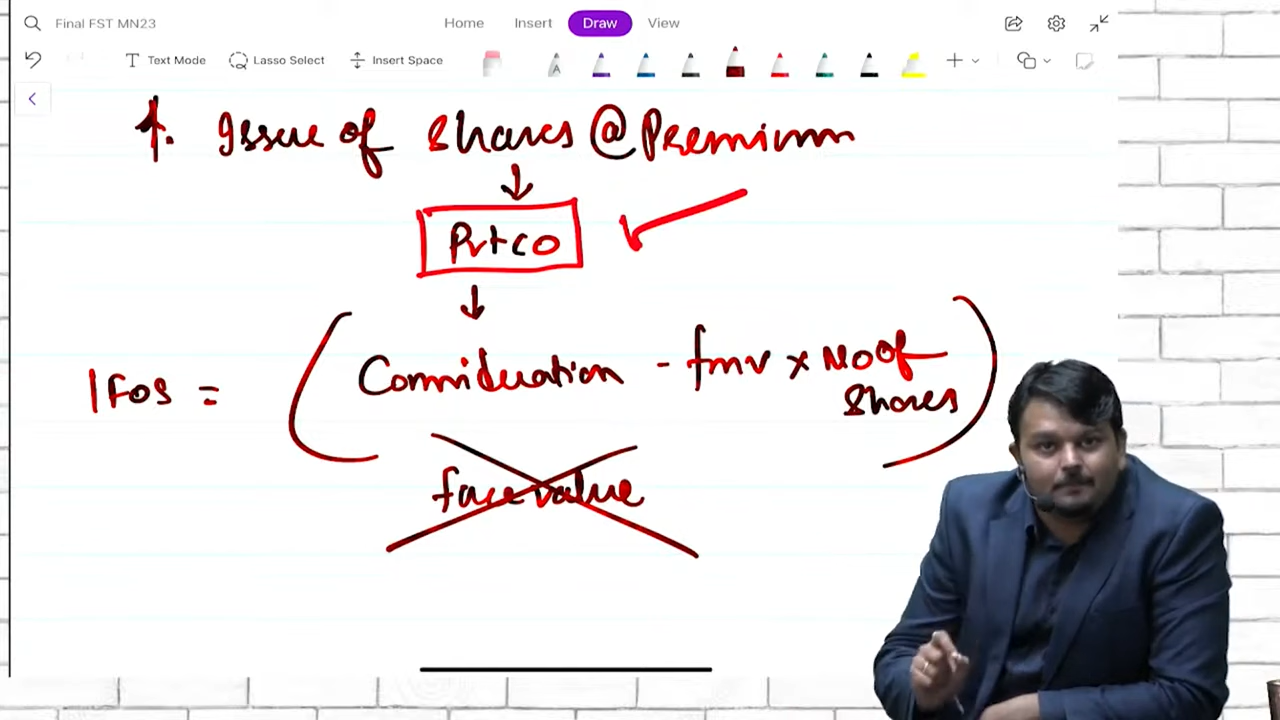 Final FST MN23
Home Insert Draw View
Text Mode Lasso Select Insert Space
f. Issue of Shares @ Premium
Pvt co
IFOS = (Consideration - fmv x No of Shares)
face value